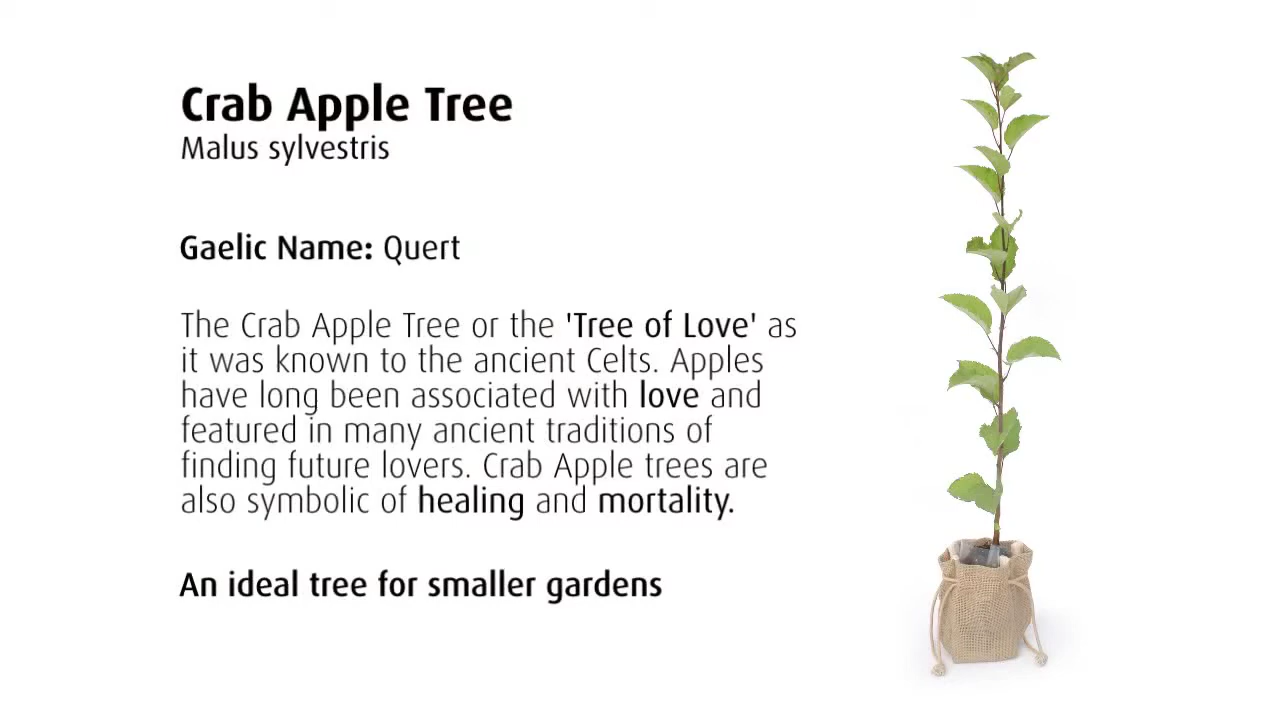 Crab Apple Tree
Malus sylvestris
Gaelic Name: Quert
The Crab Apple Tree or the 'Tree of Love' as
it was known to the ancient Celts. Apples
have long been associated with love and
featured in many ancient traditions of
finding future lovers. Crab Apple trees are
also symbolic of healing and mortality.
An ideal tree for smaller gardens